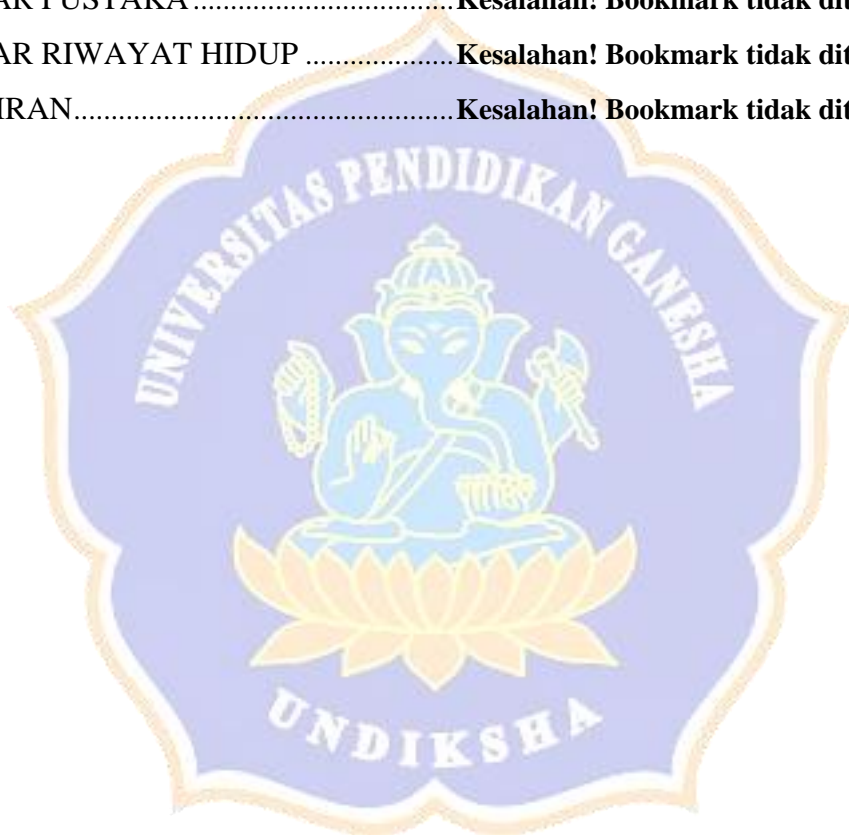 AR PUSTAKA...................................Kesalahan! Bookmark tidak dit
AR RIWAYAT HIDUP....................Kesalahan! Bookmark tidak dit
IRAN...................................................Kesalahan! Bookmark tidak dit
UNIVERSITAS PENDIDIKAN GANESHA
UNDIKSHA